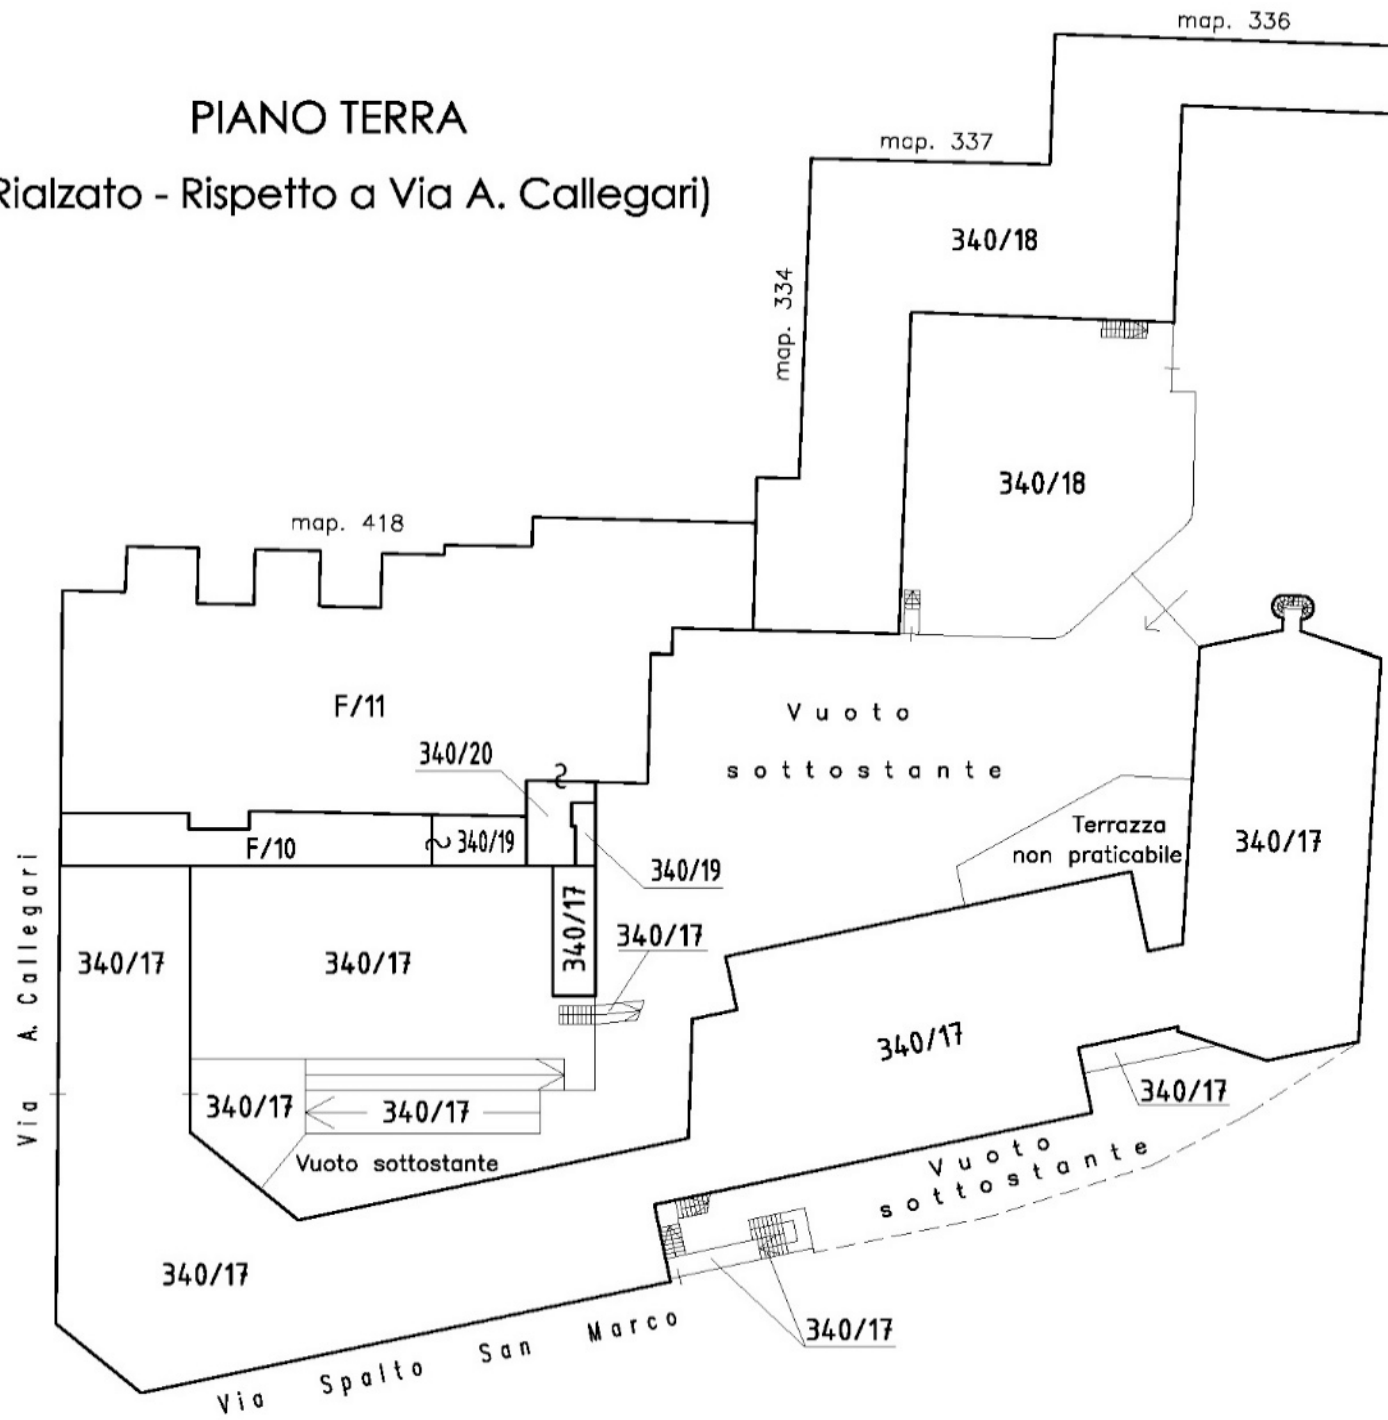 map. 336
PIANO TERRA
map. 337
Rialzato - Rispetto a Via A. Callegari)
340/18
map. 334
340/18
map. 418
F/11
Vuoto
sottostante
340/20
Terrazza
non praticabile
340/17
F/10
340/19
340/19
Via A. Callegari
340/17
340/17
340/17
340/17
340/17
340/17
340/17
340/17
Vuoto sottostante
Vuoto
sottostante
340/17
340/17
Via Spalto San Marco